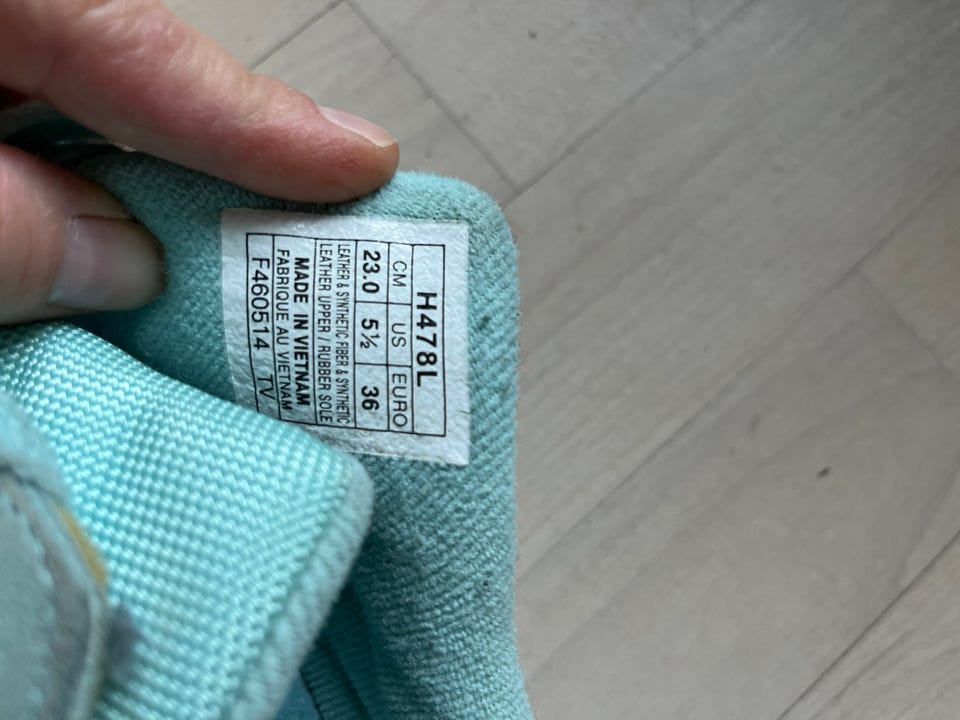 H478L
CM US EURO
23.0 5½ 36
LEATHER & SYNTHETIC FIBER & SYNTHETIC
LEATHER UPPER / RUBBER SOLE
MADE IN VIETNAM
FABRIQUE AU VIETNAM
F460514 TV